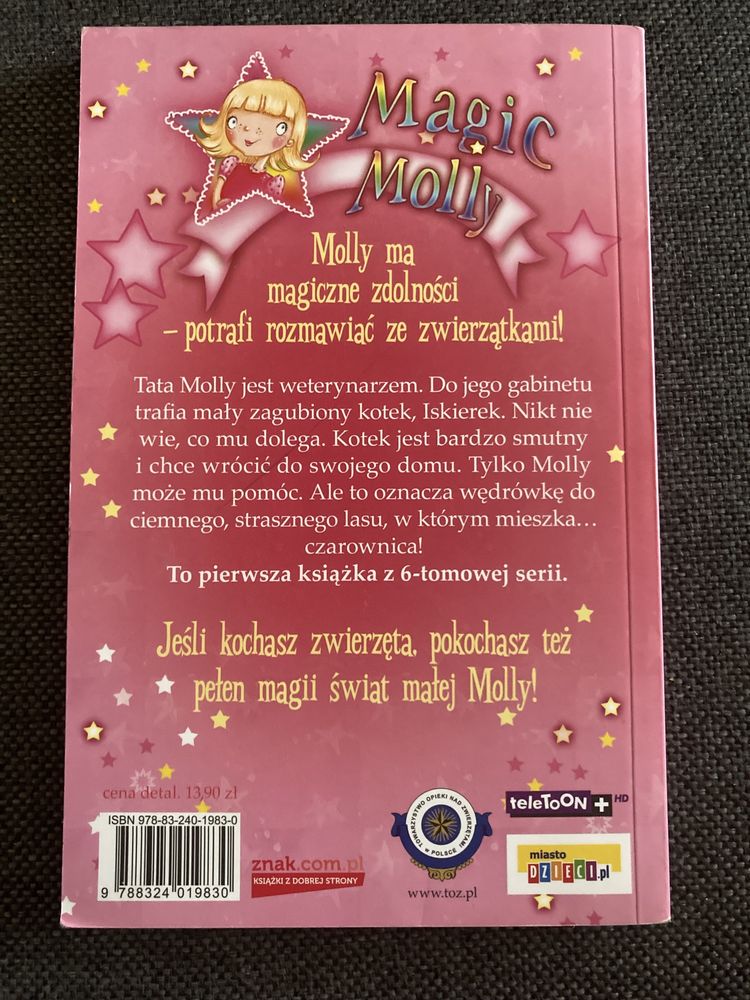 Magic
Molly
Molly ma
magiczne zdolności
– potrafi rozmawiać ze zwierzątkami!
Tata Molly jest weterynarzem. Do jego gabinetu
trafia mały zagubiony kotek, Iskierek. Nikt nie
wie, co mu dolega. Kotek jest bardzo smutny
i chce wrócić do swojego domu. Tylko Molly
może mu pomóc. Ale to oznacza wędrówkę do
ciemnego, strasznego lasu, w którym mieszka...
czarownica!
To pierwsza książka z 6-tomowej serii.
Jeśli kochasz zwierzęta, pokochasz też
pełen magii świat małej Molly!
cena detal. 13,90 zł
ISBN 978-83-240-1983-0
9 788324 019830
znak.com.pl
KSIĄŻKI Z DOBREJ STRONY
TOWARZYSTWO OPIEKI NAD ZWIERZĘTAMI
W POLSCE
www.toz.pl
teleTOON + HD
miasto
DZIECI.pl